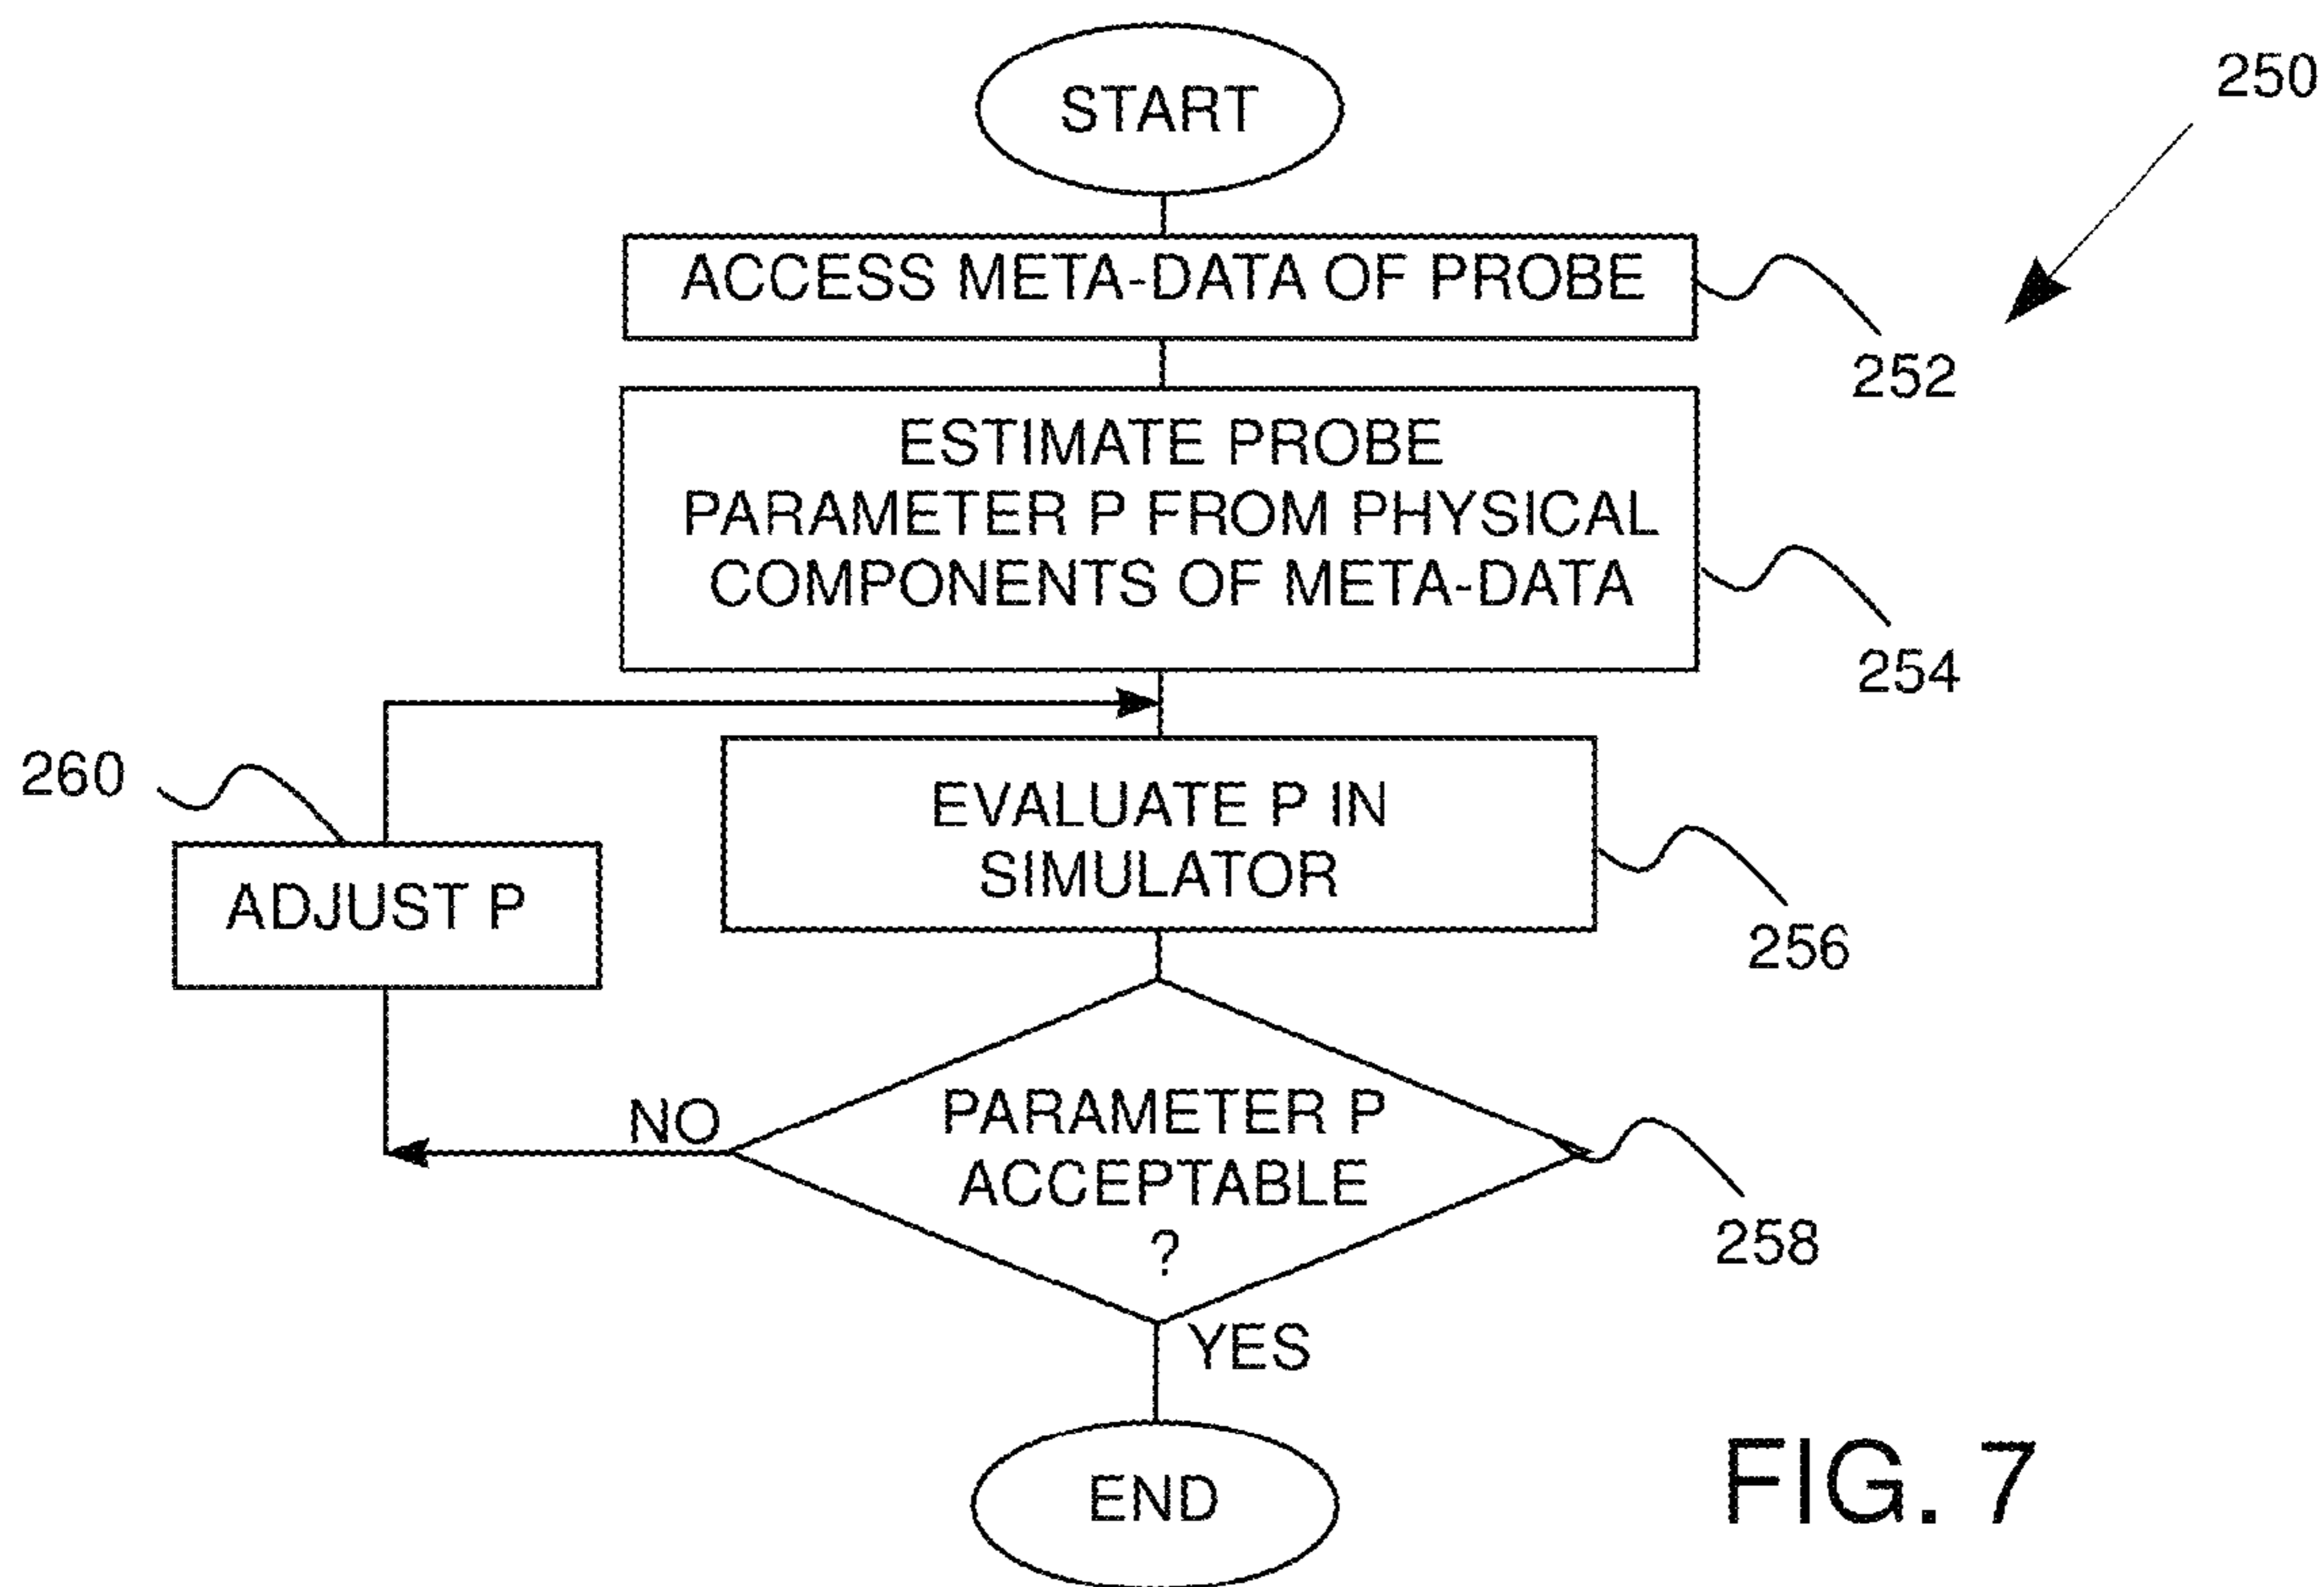 START
250
ACCESS META-DATA OF PROBE
252
ESTIMATE PROBE
PARAMETER P FROM PHYSICAL
COMPONENTS OF META-DATA
254
260
EVALUATE P IN
SIMULATOR
ADJUST P
256
NO
PARAMETER P
ACCEPTABLE
?
258
YES
END
FIG. 7